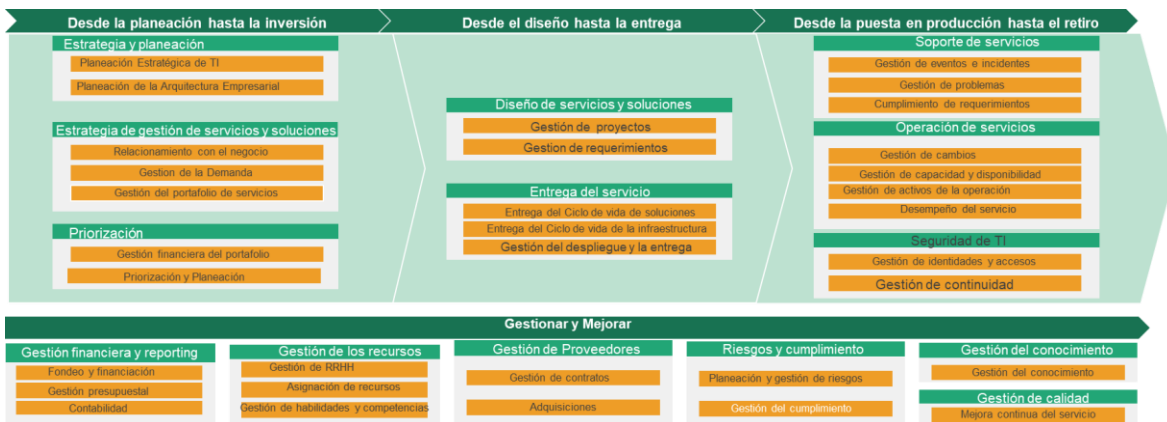 Desde la planeación hasta la inversión
Estrategia y planeación
Planeación Estratégica de TI
Planeación de la Arquitectura Empresarial
Estrategia de gestión de servicios y soluciones
Relacionamiento con el negocio
Gestion de la Demanda
Gestión del portafolio de servicios
Priorización
Gestión financiera del portafolio
Priorización y Planeación
Desde el diseño hasta la entrega
Diseño de servicios y soluciones
Gestión de proyectos
Gestion de requerimientos
Entrega del servicio
Entrega del Ciclo de vida de soluciones
Entrega del Ciclo de vida de la infraestructura
Gestión del despliegue y la entrega
Desde la puesta en producción hasta el retiro
Soporte de servicios
Gestión de eventos e incidentes
Gestión de problemas
Cumplimiento de requerimientos
Operación de servicios
Gestión de cambios
Gestión de capacidad y disponibilidad
Gestión de activos de la operación
Desempeño del servicio
Seguridad de TI
Gestión de identidades y accesos
Gestión de continuidad
Gestionar y Mejorar
Gestión financiera y reporting
Fondeo y financiación
Gestión presupuestal
Contabilidad
Gestión de los recursos
Gestión de RRHH
Asignación de recursos
Gestión de habilidades y competencias
Gestión de Proveedores
Gestión de contratos
Adquisiciones
Riesgos y cumplimiento
Planeación y gestión de riesgos
Gestión del cumplimiento
Gestión del conocimiento
Gestión del conocimiento
Gestión de calidad
Mejora continua del servicio